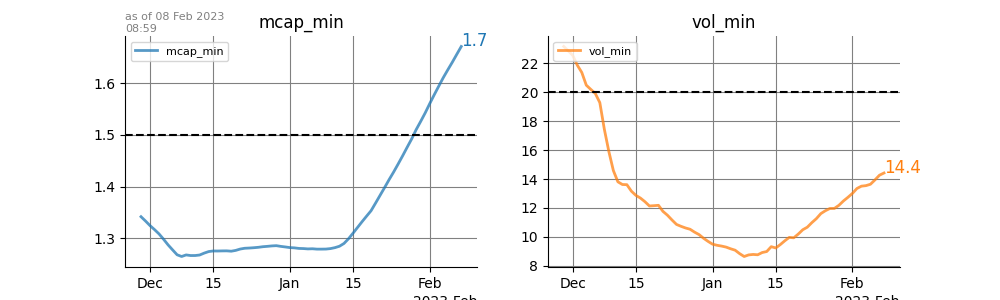 as of 08 Feb 2023
08:59
mcap_min
1.7
mcap_min
1.6
1.5
1.4
1.3
Dec 15 Jan 15 Feb
2023-Feb
vol_min
vol_min
22
20
18
16
14
12
10
8
14.4
Dec 15 Jan 15 Feb
2023-Feb